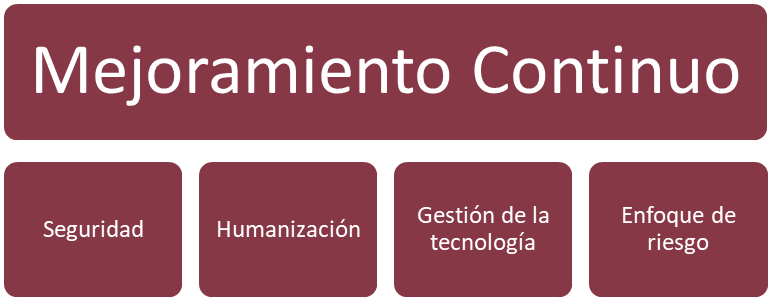 Mejoramiento Continuo
Seguridad
Humanización
Gestión de la
tecnología
Enfoque de
riesgo